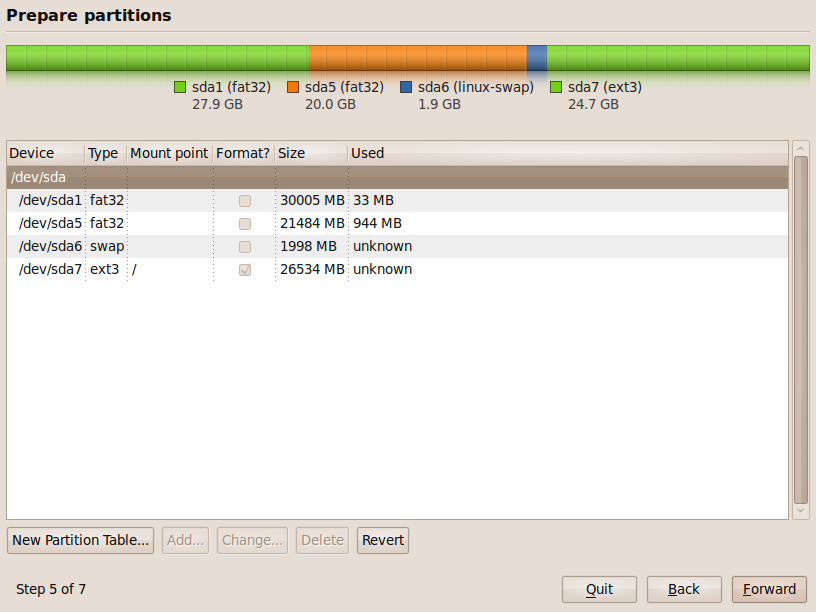 Prepare partitions
sda1 (fat32) sda5 (fat32) sda6 (linux-swap) sda7 (ext3)
27.9 GB 20.0 GB 1.9 GB 24.7 GB
Device Type Mount point Format? Size Used
/dev/sda
/dev/sda1 fat32 30005 MB 33 MB
/dev/sda5 fat32 21484 MB 944 MB
/dev/sda6 swap 1998 MB unknown
/dev/sda7 ext3 / 26534 MB unknown
New Partition Table... Add... Change... Delete Revert
Step 5 of 7 Quit Back Forward